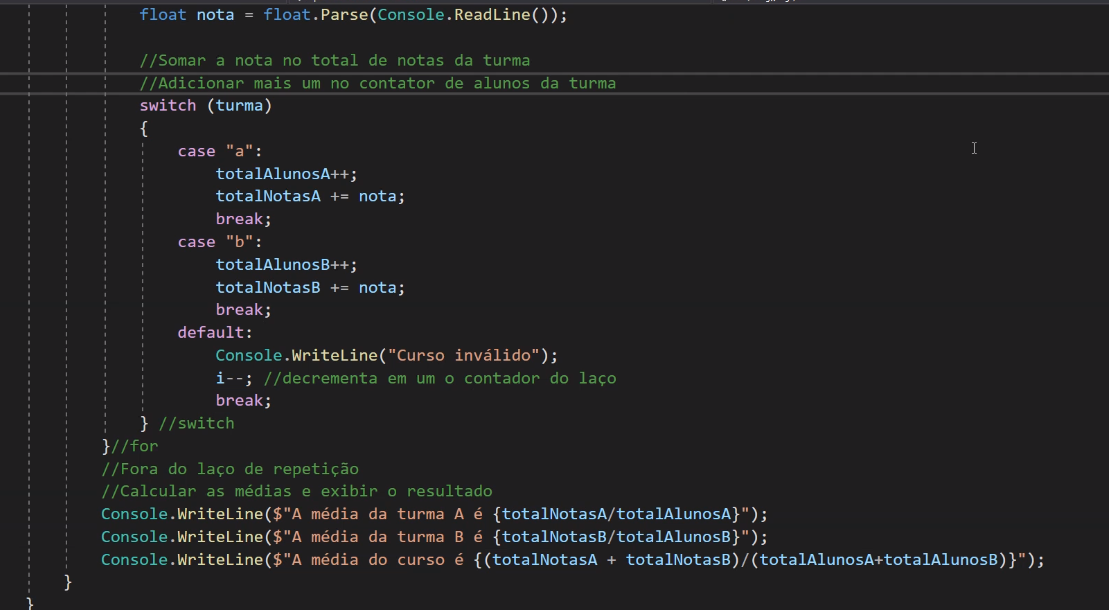 float nota = float.Parse(Console.ReadLine());
//Somar a nota no total de notas da turma
//Adicionar mais um no contator de alunos da turma
switch (turma)
{
case "a":
totalAlunosA++;
totalNotasA += nota;
break;
case "b":
totalAlunosB++;
totalNotasB += nota;
break;
default:
Console.WriteLine("Curso inválido");
i--; //decrementa em um o contador do laço
break;
} //switch
}//for
//Fora do laço de repetição
//Calcular as médias e exibir o resultado
Console.WriteLine($"A média da turma A é {totalNotasA/totalAlunosA}");
Console.WriteLine($"A média da turma B é {totalNotasB/totalAlunosB}");
Console.WriteLine($"A média do curso é {(totalNotasA + totalNotasB)/(totalAlunosA+totalAlunosB)}");
}
}